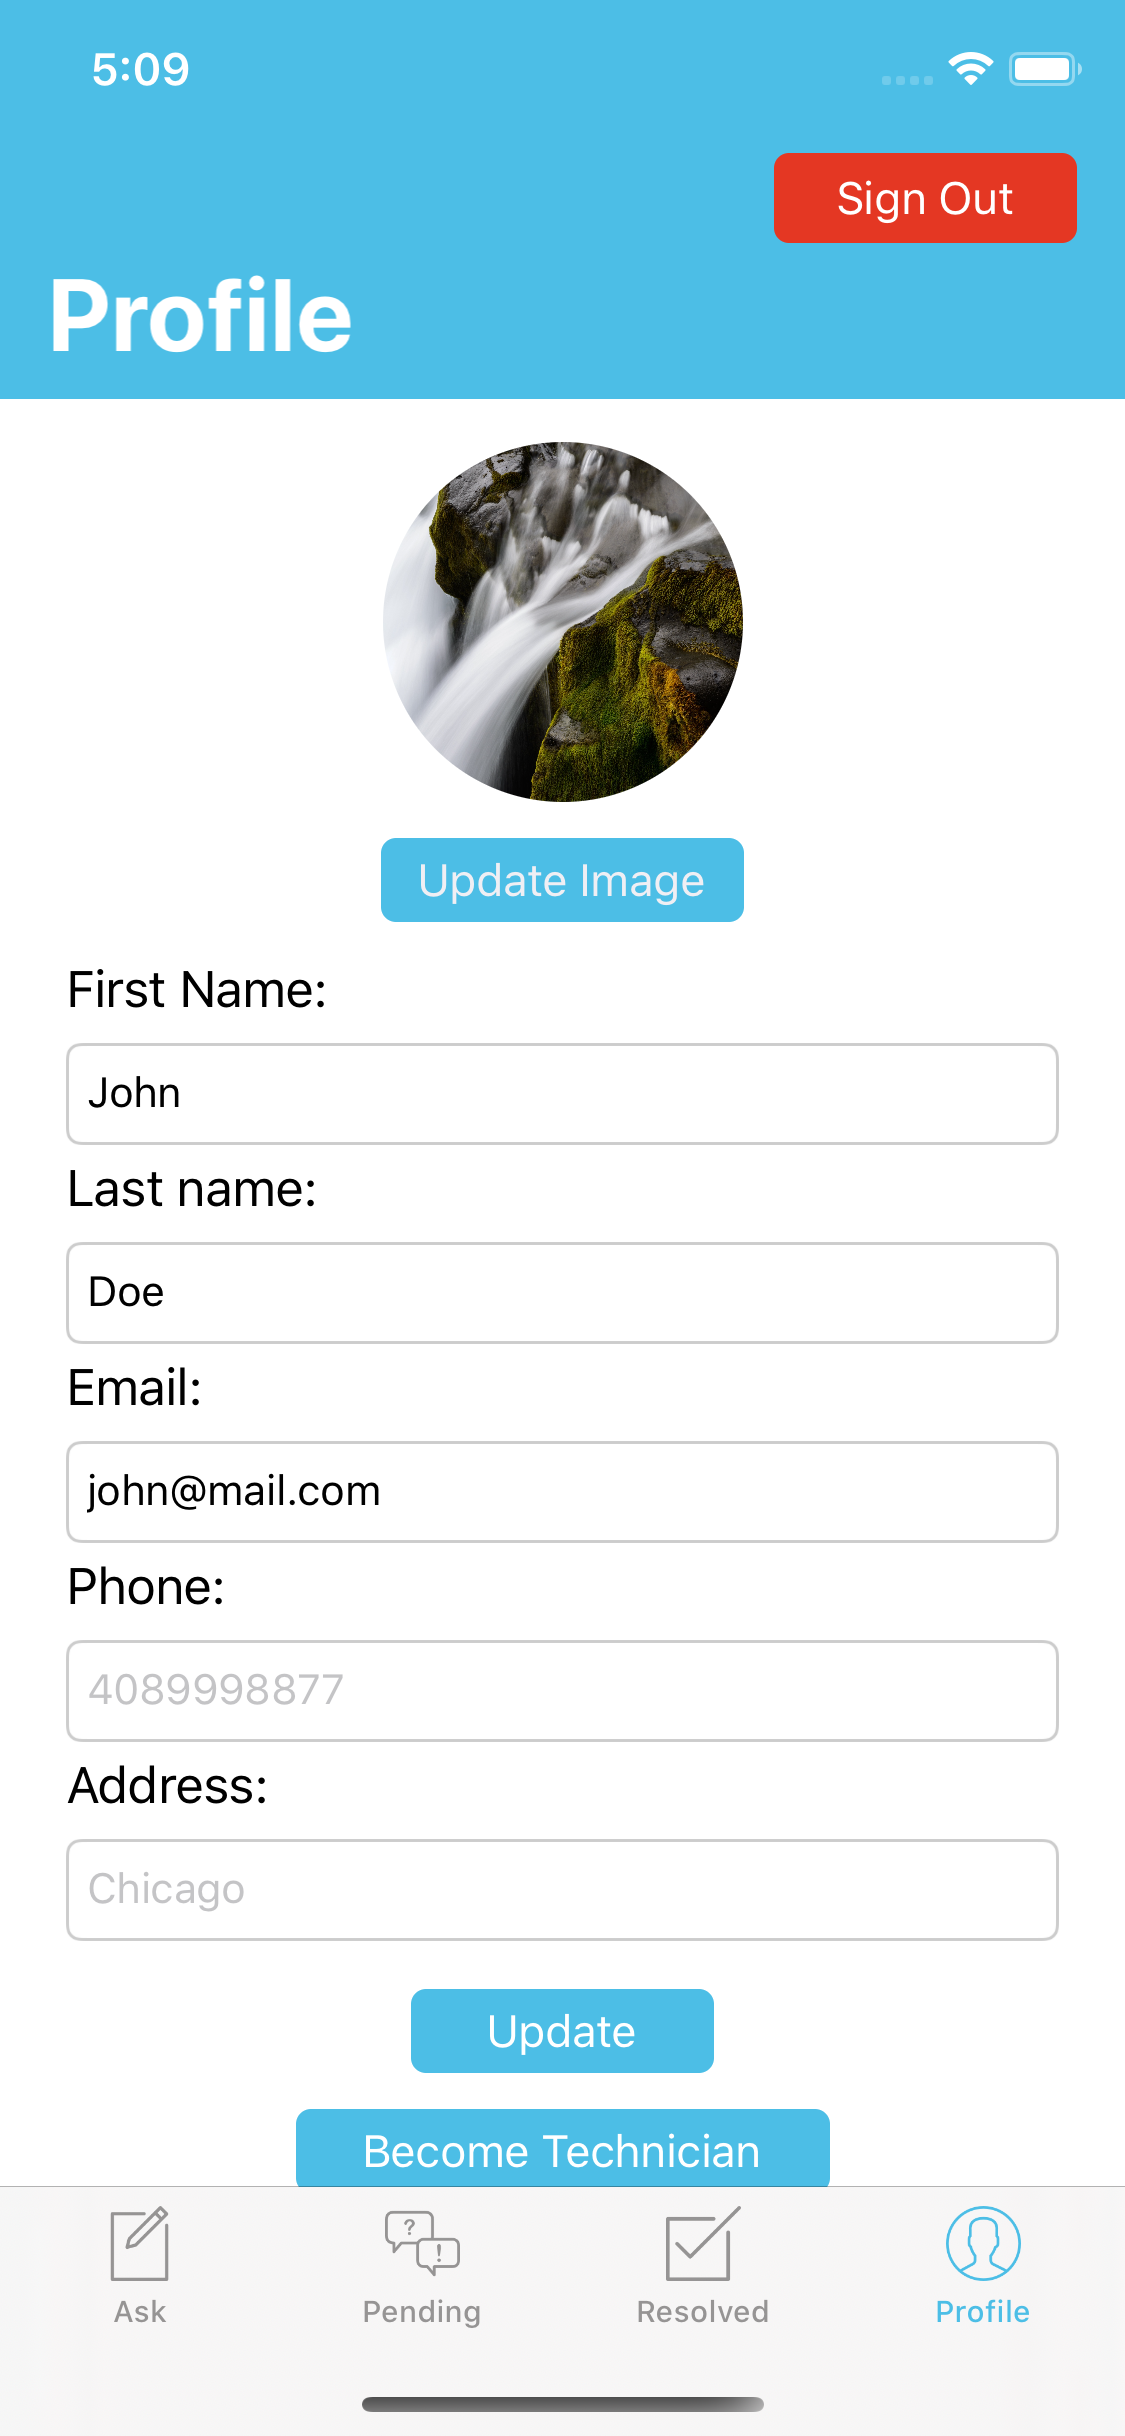 5:09
Sign Out
Profile
Update Image
First Name:
John
Last name:
Doe
Email:
john@mail.com
Phone:
4089998877
Address:
Chicago
Update
Become Technician
? !
Ask Pending Resolved Profile